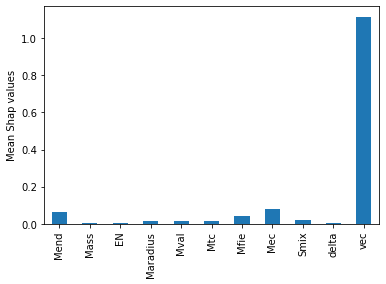 Mean Shap values
1.0
0.8
0.6
0.4
0.2
0.0
Mend
Mass
EN
Maradius
Mval
Mtc
Mfie
Mec
Smix
delta
vec